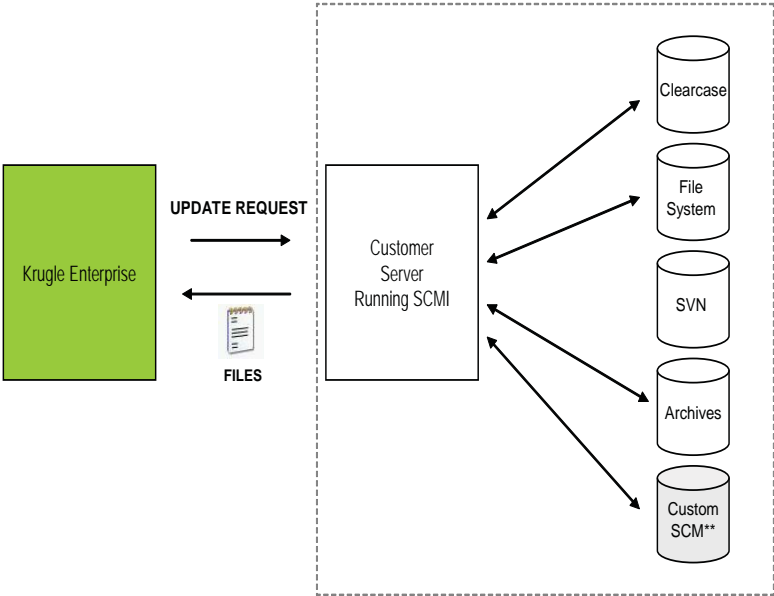 Krugle Enterprise
UPDATE REQUEST
FILES
Customer
Server
Running SCMI
Clearcase
File
System
SVN
Archives
Custom
SCM**